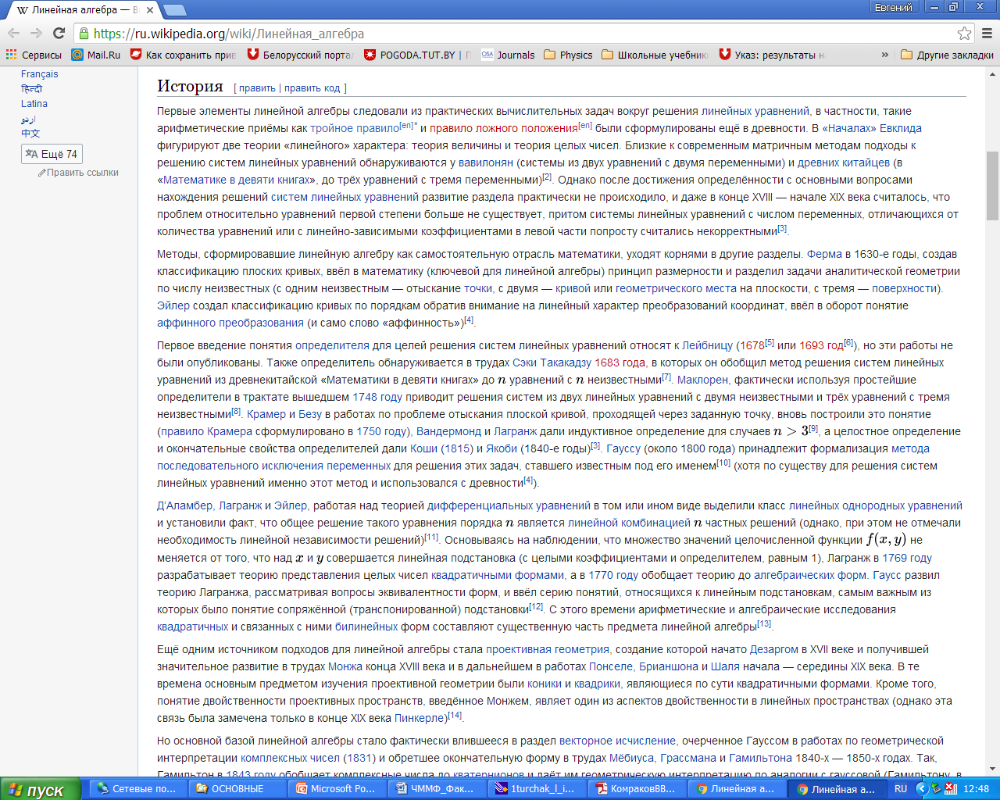 Линейная алгебра — В
Евгений
https://ru.wikipedia.org/wiki/Линейная_алгебра
Сервисы Mail.Ru Как сохранить при Белорусский порта POGODA.TUT.BY | Г Journals Physics Школьные учебник Указ: результаты н » Другие закладки
Français
हिन्दी
Latina
اردو
中文
Ещё 74
Править ссылки
История [ править | править код ]
Первые элементы линейной алгебры следовали из практических вычислительных задач вокруг решения линейных уравнений, в частности, такие
арифметические приёмы как тройное правило[en]* и правило ложного положения[en] были сформулированы ещё в древности. В «Началах» Евклида
фигурируют две теории «линейного» характера: теория величины и теория целых чисел. Близкие к современным матричным методам подходы к
решению систем линейных уравнений обнаруживаются у вавилонян (системы из двух уравнений с двумя переменными) и древних китайцев (в
«Математике в девяти книгах», до трёх уравнений с тремя переменными)[2]. Однако после достижения определённости с основными вопросами
нахождения решений систем линейных уравнений развитие раздела практически не происходило, и даже в конце XVIII — начале XIX века считалось, что
проблем относительно уравнений первой степени больше не существует, притом системы линейных уравнений с числом переменных, отличающихся от
количества уравнений или с линейно-зависимыми коэффициентами в левой части попросту считались некорректными[3].
Методы, сформировавшие линейную алгебру как самостоятельную отрасль математики, уходят корнями в другие разделы. Ферма в 1630-е годы, создав
классификацию плоских кривых, ввёл в математику (ключевой для линейной алгебры) принцип размерности и разделил задачи аналитической геометрии
по числу неизвестных (с одним неизвестным — отыскание точки, с двумя — кривой или геометрического места на плоскости, с тремя — поверхности).
Эйлер создал классификацию кривых по порядкам обратив внимание на линейный характер преобразований координат, ввёл в оборот понятие
аффинного преобразования (и само слово «аффинность»)[4].
Первое введение понятия определителя для целей решения систем линейных уравнений относят к Лейбницу (1678[5] или 1693 год[6]), но эти работы не
были опубликованы. Также определитель обнаруживается в трудах Сэки Такакадзу 1683 года, в которых он обобщил метод решения систем линейных
уравнений из древнекитайской «Математики в девяти книгах» до n уравнений с n неизвестными[7]. Маклорен, фактически используя простейшие
определители в трактате вышедшем 1748 году приводит решения систем из двух линейных уравнений с двумя неизвестными и трёх уравнений с тремя
неизвестными[8]. Крамер и Безу в работах по проблеме отыскания плоской кривой, проходящей через заданную точку, вновь построили это понятие
(правило Крамера сформулировано в 1750 году), Вандермонд и Лагранж дали индуктивное определение для случаев n > 3[9], а целостное определение
и окончательные свойства определителей дали Коши (1815) и Якоби (1840-е годы)[3]. Гауссу (около 1800 года) принадлежит формализация метода
последовательного исключения переменных для решения этих задач, ставшего известным под его именем[10] (хотя по существу для решения систем
линейных уравнений именно этот метод и использовался с древности[4]).
Д’Аламбер, Лагранж и Эйлер, работая над теорией дифференциальных уравнений в том или ином виде выделили класс линейных однородных уравнений
и установили факт, что общее решение такого уравнения порядка n является линейной комбинацией n частных решений (однако, при этом не отмечали
необходимость линейной независимости решений)[11]. Основываясь на наблюдении, что множество значений целочисленной функции f(x, y) не
меняется от того, что над x и y совершается линейная подстановка (с целыми коэффициентами и определителем, равным 1), Лагранж в 1769 году
разрабатывает теорию представления целых чисел квадратичными формами, а в 1770 году обобщает теорию до алгебраических форм. Гаусс развил
теорию Лагранжа, рассматривая вопросы эквивалентности форм, и ввёл серию понятий, относящихся к линейным подстановкам, самым важным из
которых было понятие сопряжённой (транспонированной) подстановки[12]. С этого времени арифметические и алгебраические исследования
квадратичных и связанных с ними билинейных форм составляют существенную часть предмета линейной алгебры[13].
Ещё одним источником подходов для линейной алгебры стала проективная геометрия, создание которой начато Дезаргом в XVII веке и получившей
значительное развитие в трудах Монжа конца XVIII века и в дальнейшем в работах Понселе, Брианшона и Шаля начала — середины XIX века. В те
времена основным предметом изучения проективной геометрии были коники и квадрики, являющиеся по сути квадратичными формами. Кроме того,
понятие двойственности проективных пространств, введённое Монжем, являет один из аспектов двойственности в линейных пространствах (однако эта
связь была замечена только в конце XIX века Пинкерле)[14].
Но основной базой линейной алгебры стало фактически влившееся в раздел векторное исчисление, очерченное Гауссом в работах по геометрической
интерпретации комплексных чисел (1831) и обретшее окончательную форму в трудах Мёбиуса, Грассмана и Гамильтона 1840-х — 1850-х годах. Так,
Гамильтон в 1843 году обобщает комплексные числа до кватернионов и даёт им геометрическую интерпретацию по аналогии с гауссовой (Гамильтону, в
пуск Сетевые по... ОСНОВНЫЕ Microsoft Po... ЧММФ_Фак... 1turchak_l_i... КомраковВВ... Линейная а... Линейная а... RU 12:48